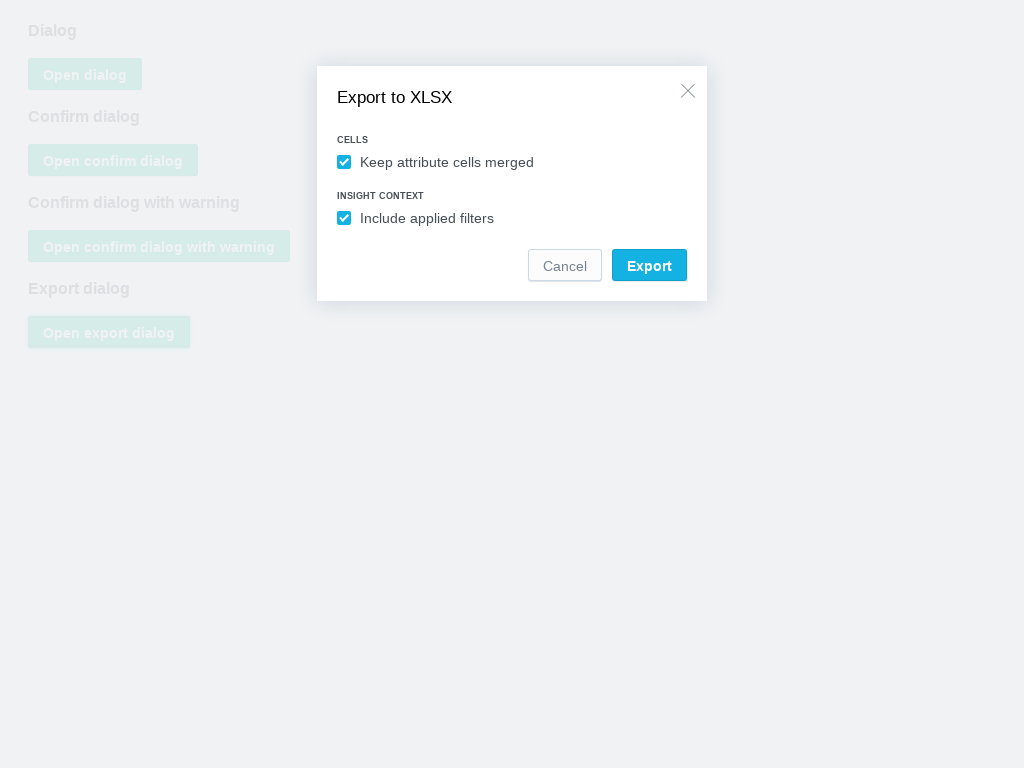 Dialog
Open dialog
Confirm dialog
Open confirm dialog
Confirm dialog with warning
Open confirm dialog with warning
Export dialog
Open export dialog
Export to XLSX
CELLS
Keep attribute cells merged
INSIGHT CONTEXT
Include applied filters
Cancel
Export